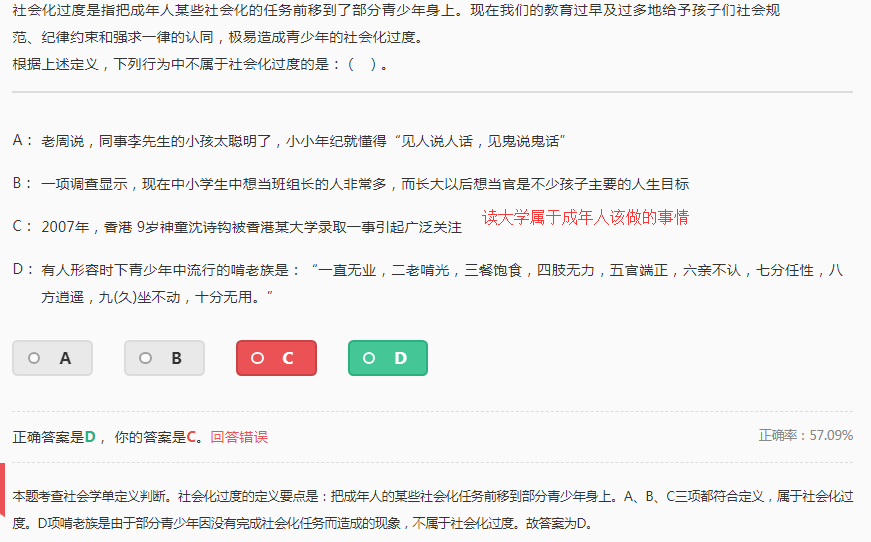 社会化过度是指把成年人某些社会化的任务前移到了部分青少年身上。现在我们的教育过早及过多地给予孩子们社会规
范、纪律约束和强求一律的认同，极易造成青少年的社会化过度。
根据上述定义，下列行为中不属于社会化过度的是：（　）。
A： 老周说，同事李先生的小孩太聪明了，小小年纪就懂得“见人说人话，见鬼说鬼话”
B： 一项调查显示，现在中小学生中想当班组长的人非常多，而长大以后想当官是不少孩子主要的人生目标
C： 2007年，香港 9岁神童沈诗钧被香港某大学录取一事引起广泛关注
读大学属于成年人该做的事情
D： 有人形容时下青少年中流行的啃老族是：“一直无业，二老啃光，三餐饱食，四肢无力，五官端正，六亲不认，七分任性，八
方逍遥，九(久)坐不动，十分无用。”
A B C D
正确答案是D， 你的答案是C。回答错误
正确率：57.09%
本题考查社会学单定义判断。社会化过度的定义要点是：把成年人的某些社会化任务前移到部分青少年身上。A、B、C三项都符合定义，属于社会化过
度。D项啃老族是由于部分青少年因没有完成社会化任务而造成的现象，不属于社会化过度。故答案为D。